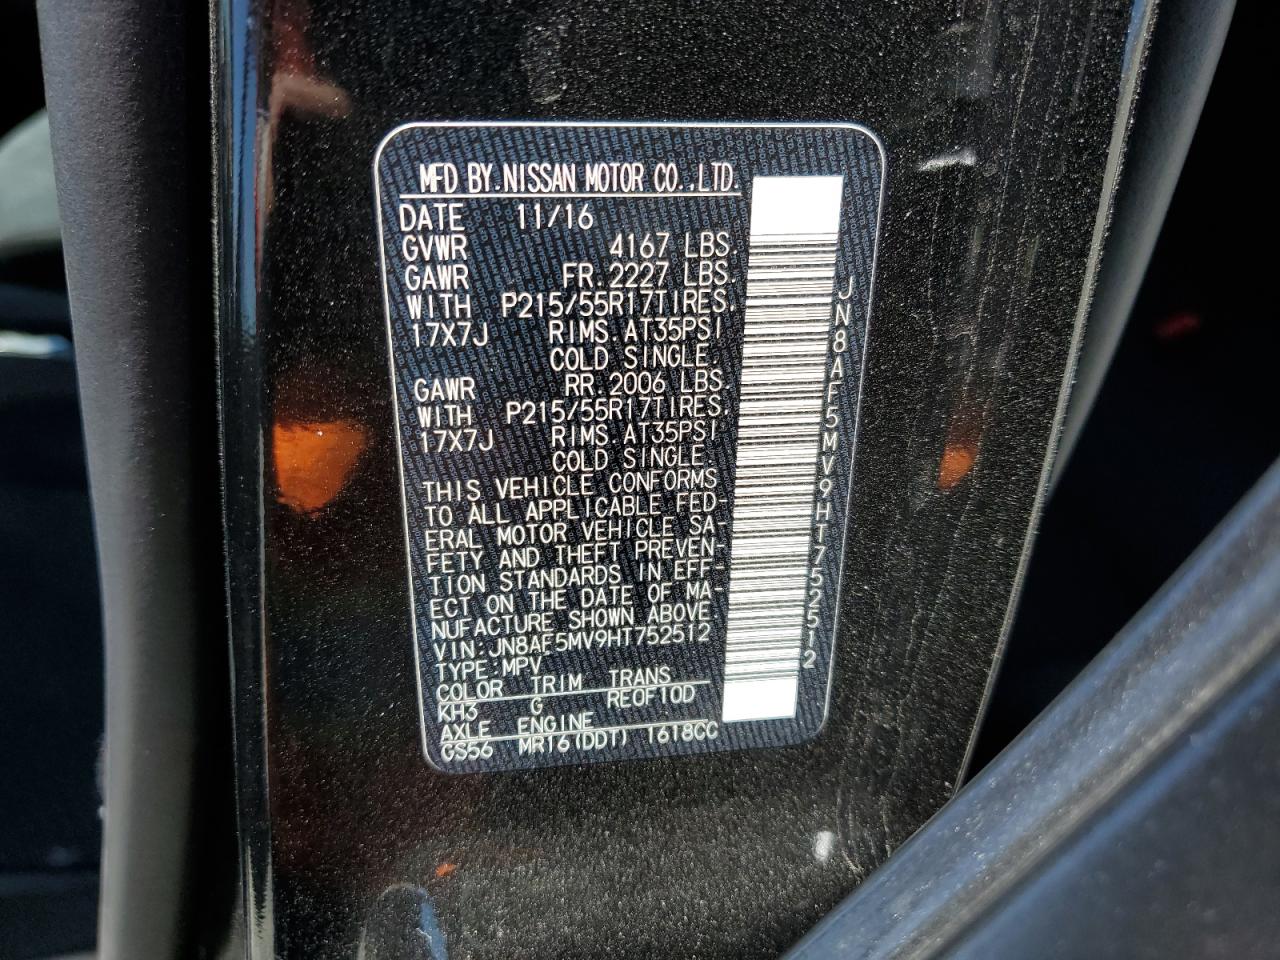 MFD BY.NISSAN MOTOR CO.,LTD.
DATE 11/16
GVWR 4167 LBS.
GAWR FR. 2227 LBS.
WITH P215/55R17TIRES.
17X7J RIMS. AT35PSI
COLD SINGLE.
GAWR RR. 2006 LBS.
WITH P215/55R17TIRES.
17X7J RIMS. AT35PSI
COLD SINGLE.
THIS VEHICLE CONFORMS
TO ALL APPLICABLE FED-
ERAL MOTOR VEHICLE SA-
FETY AND THEFT PREVEN-
TION STANDARDS IN EFF-
ECT ON THE DATE OF MA-
NUFACTURE SHOWN ABOVE
VIN:JN8AF5MV9HT752512
TYPE:MPV
COLOR TRIM TRANS
KH3 G RE0F10D
AXLE ENGINE
GS56 MR16(DDT) 1618CC
JN8AF5MV9HT752512